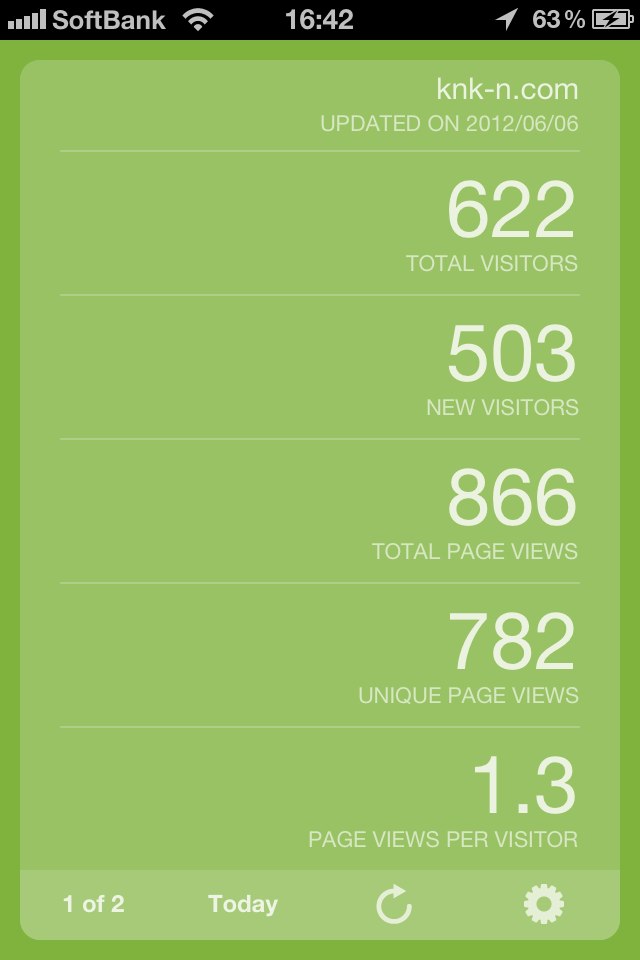 SoftBank 16:42 63 %
knk-n.com
UPDATED ON 2012/06/06
622
TOTAL VISITORS
503
NEW VISITORS
866
TOTAL PAGE VIEWS
782
UNIQUE PAGE VIEWS
1.3
PAGE VIEWS PER VISITOR
1 of 2 Today